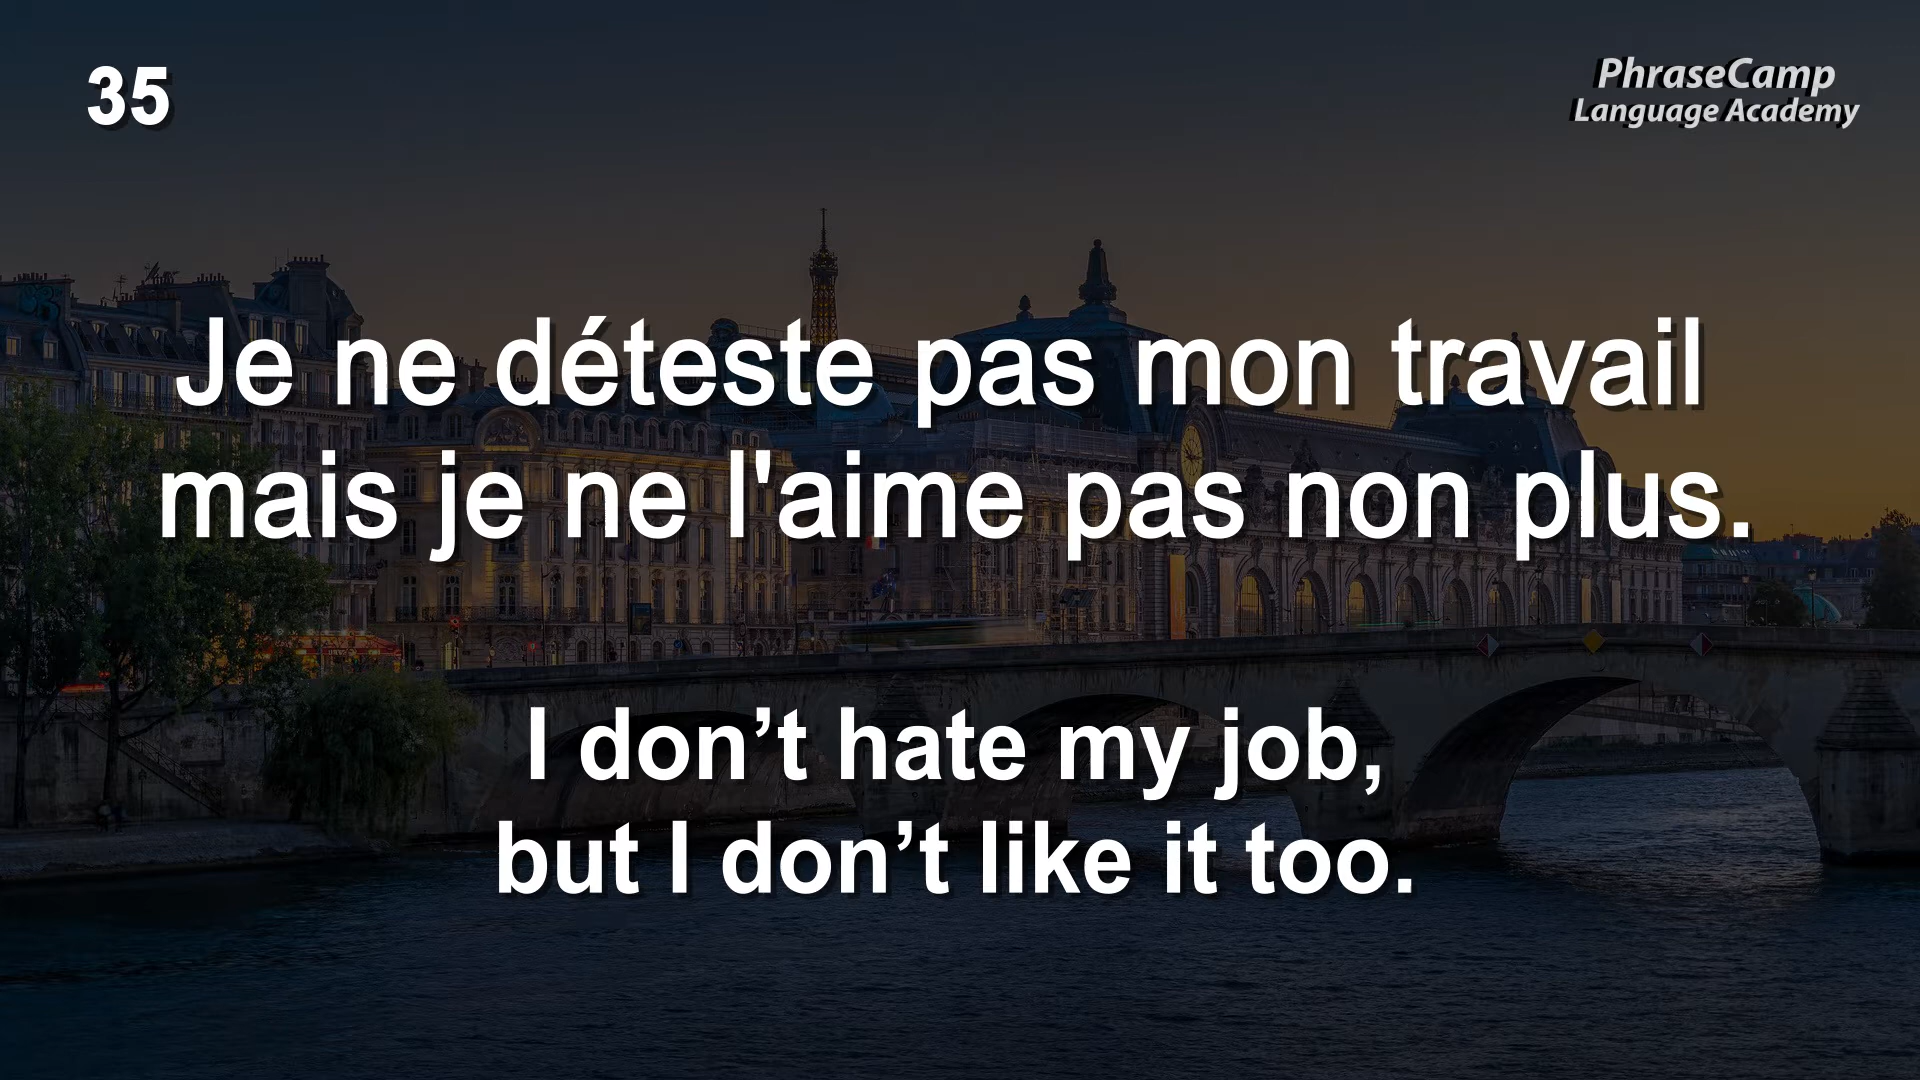 35
PhraseCamp
Language Academy
Je ne déteste pas mon travail
mais je ne l'aime pas non plus.
I don’t hate my job,
but I don’t like it too.